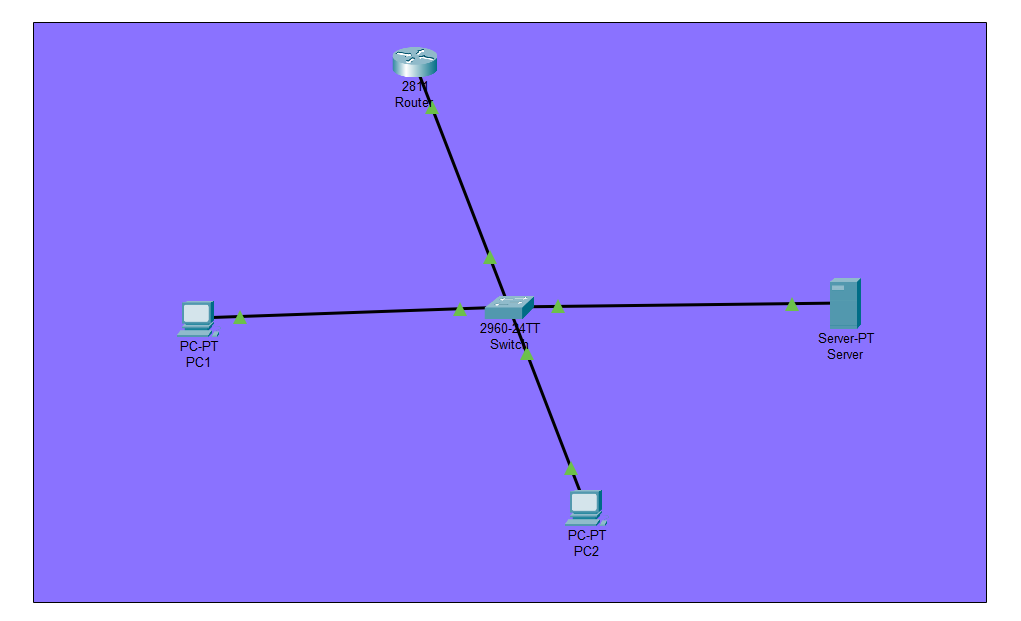 2811
Router
PC-PT
PC1
2960-24TT
Switch
Server-PT
Server
PC-PT
PC2